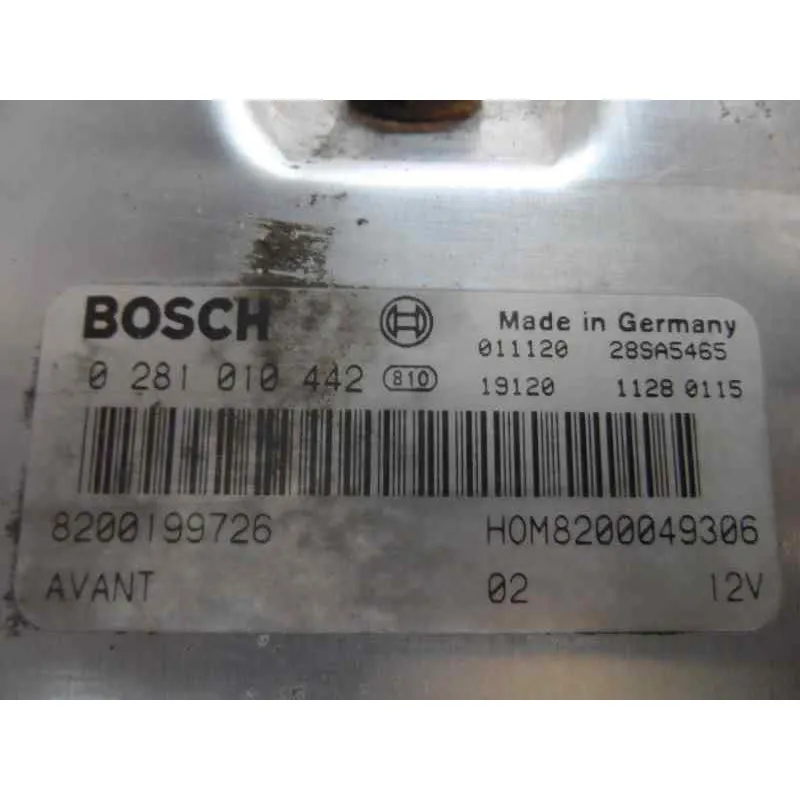 BOSCH Made in Germany
011120 28SA5465
0 281 010 442 810 19120 1128 0115
8200199726 HOM8200049306
AVANT 02 12V